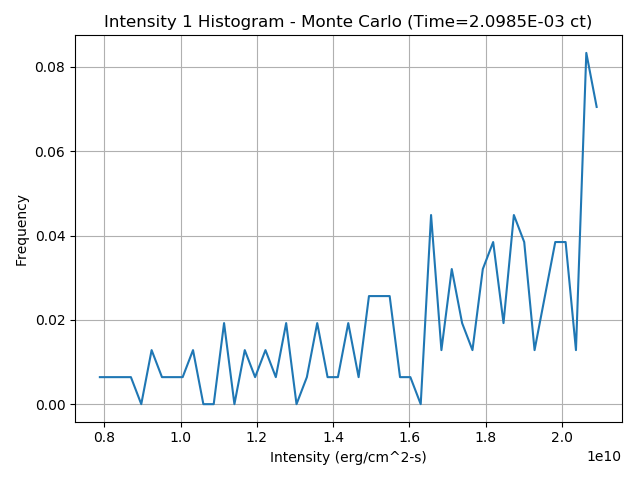 Intensity 1 Histogram - Monte Carlo (Time=2.0985E-03 ct)
Frequency
0.08
0.06
0.04
0.02
0.00
0.8 1.0 1.2 1.4 1.6 1.8 2.0
1e10
Intensity (erg/cm^2-s)